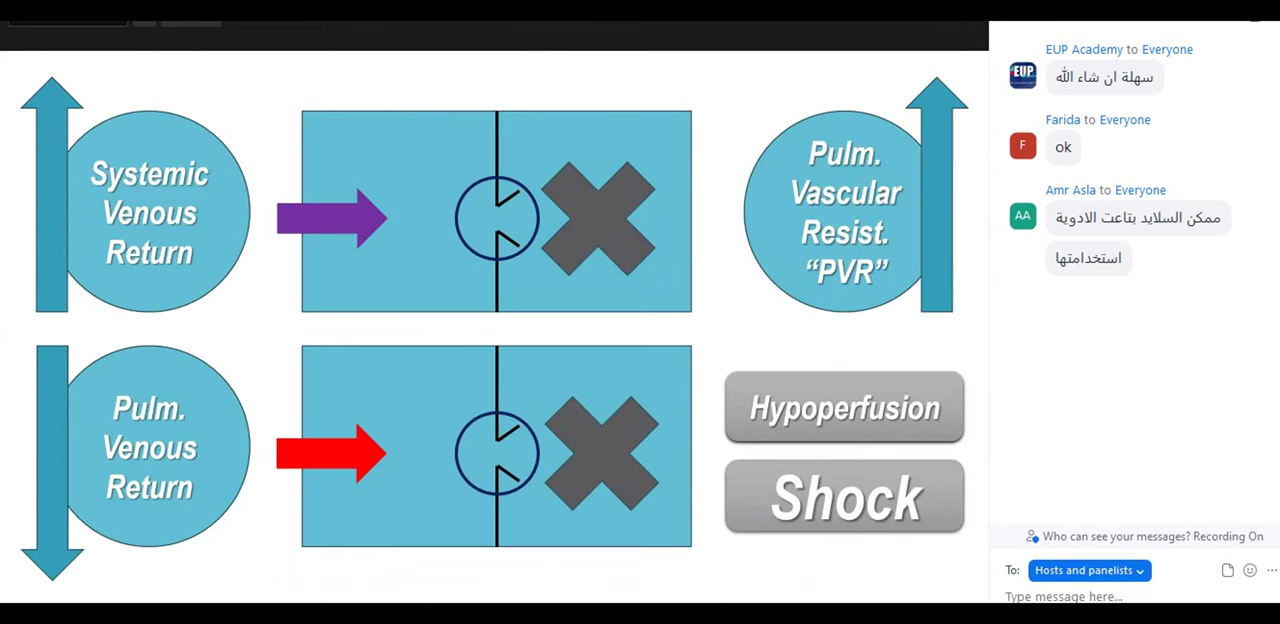 Systemic
Venous
Return
Pulm.
Vascular
Resist.
“PVR”
Pulm.
Venous
Return
Hypoperfusion
Shock
EUP Academy to Everyone
EUP
سهلة ان شاء الله
Farida to Everyone
F
ok
Amr Asla to Everyone
AA
ممكن السلايد بتاعت الادوية
استخدامتها
Who can see your messages? Recording On
To: Hosts and panelists
Type message here...